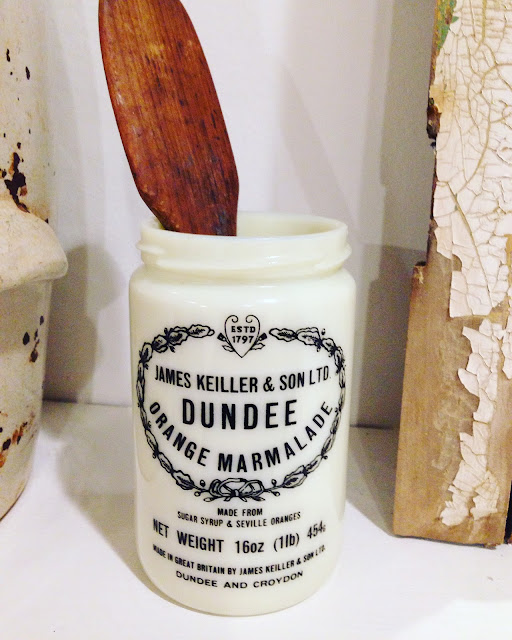 ESTD
1797
JAMES KEILLER & SON LTD.
DUNDEE
ORANGE MARMALADE
MADE FROM
SUGAR SYRUP & SEVILLE ORANGES
NET WEIGHT 16oz (1lb) 454g
MADE IN GREAT BRITAIN BY JAMES KEILLER & SON LTD.
DUNDEE AND CROYDON